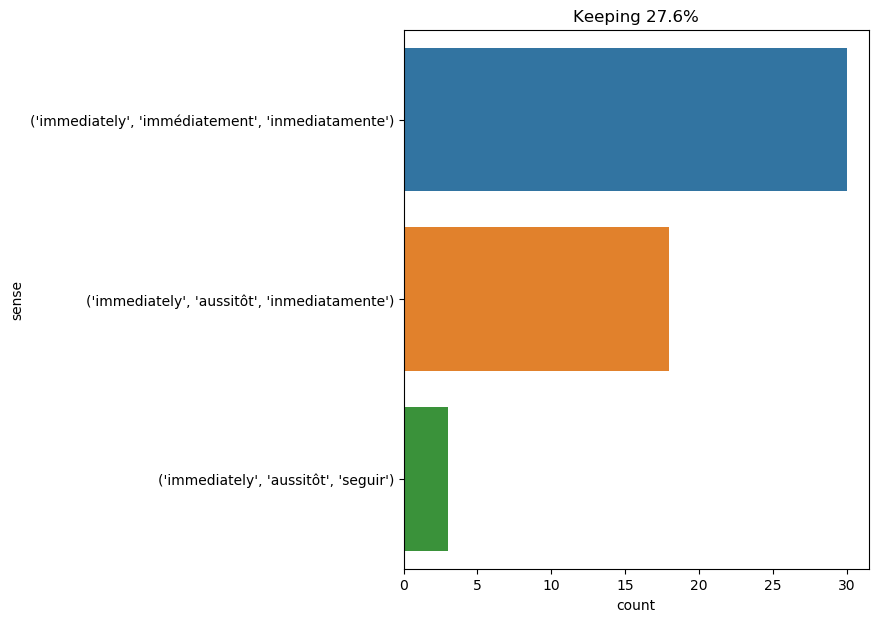 Keeping 27.6%
('immediately', 'immédiatement', 'inmediatamente')
('immediately', 'aussitôt', 'inmediatamente')
('immediately', 'aussitôt', 'seguir')
sense
0 5 10 15 20 25 30
count